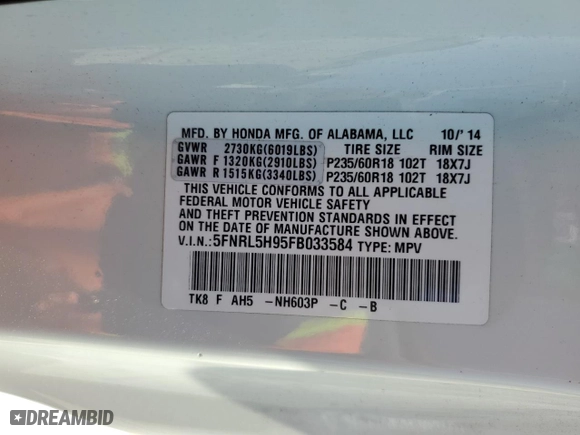 MFD. BY HONDA MFG. OF ALABAMA, LLC 10/'14
TIRE SIZE RIM SIZE
GVWR 2730KG(6019LBS)
GAWR F 1320KG(2910LBS) P235/60R18 102T 18X7J
GAWR R 1515KG(3340LBS) P235/60R18 102T 18X7J
THIS VEHICLE CONFORMS TO ALL APPLICABLE
FEDERAL MOTOR VEHICLE SAFETY
AND THEFT PREVENTION STANDARDS IN EFFECT
ON THE DATE OF MANUFACTURE SHOWN ABOVE.
V.I.N.:5FNRL5H95FB033584 TYPE: MPV
TK8 F AH5 -NH603P -C -B
DREAMBID